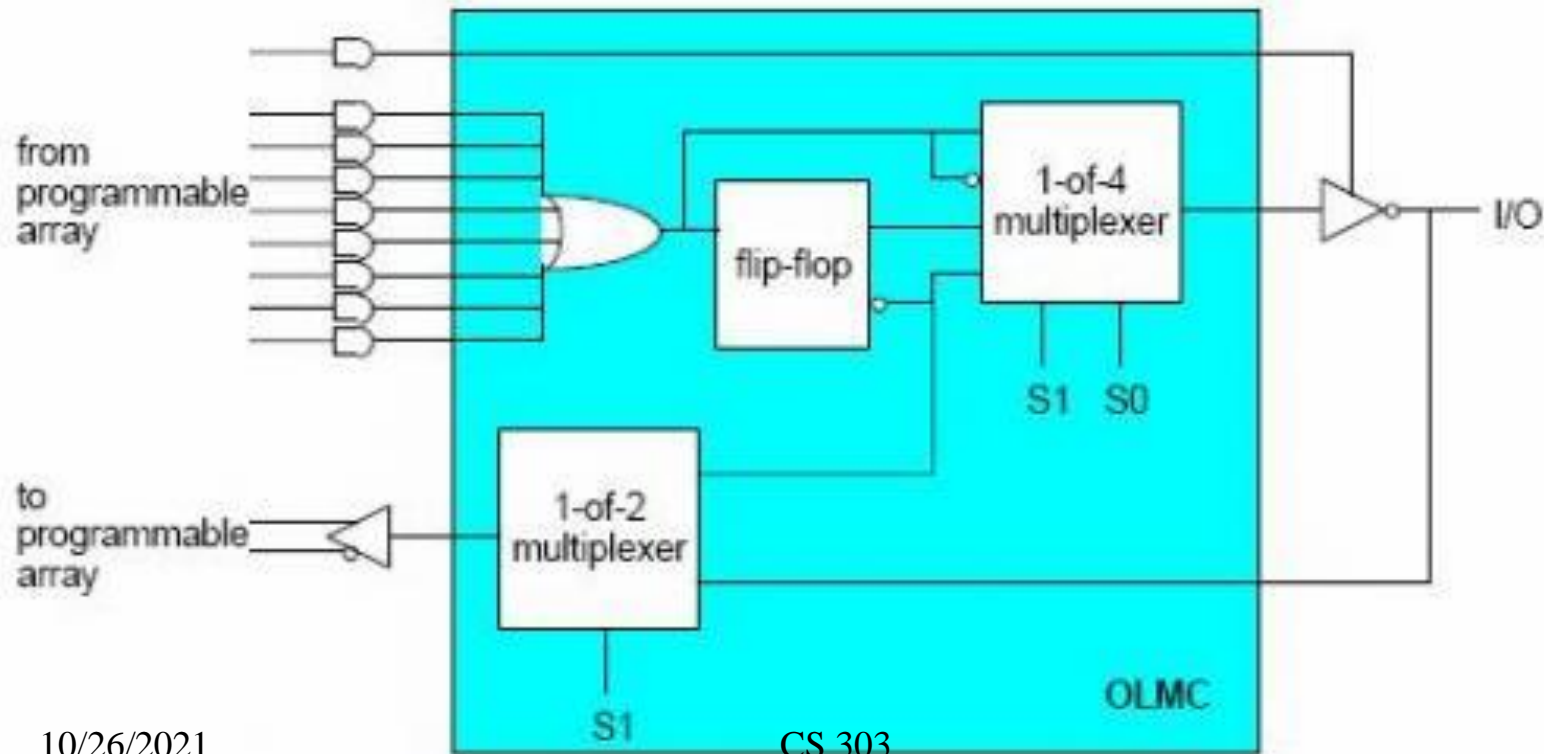 from
programmable
array
flip-flop
1-of-4
multiplexer
I/O
S1 S0
to
programmable
array
1-of-2
multiplexer
S1
OLMC
10/26/2021
CS 303